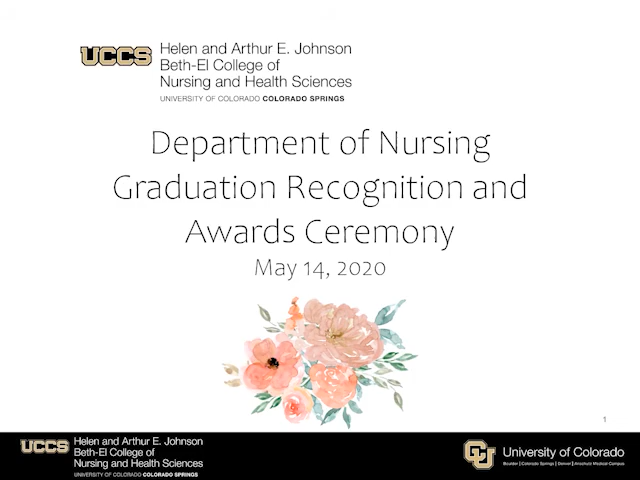 UCCS
Helen and Arthur E. Johnson
Beth-El College of
Nursing and Health Sciences
UNIVERSITY OF COLORADO COLORADO SPRINGS
Department of Nursing
Graduation Recognition and
Awards Ceremony
May 14, 2020
1
UCCS
Helen and Arthur E. Johnson
Beth-El College of
Nursing and Health Sciences
UNIVERSITY OF COLORADO COLORADO SPRINGS
CU
University of Colorado
Boulder | Colorado Springs | Denver | Anschutz Medical Campus